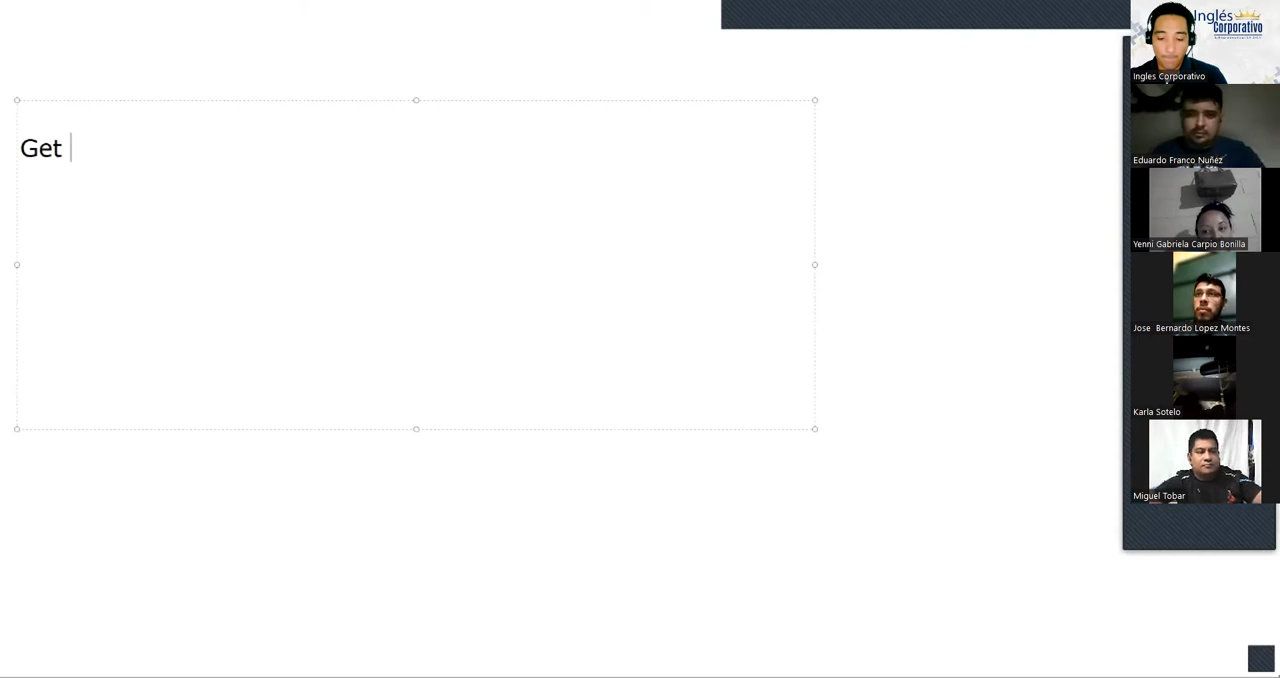 Get
Inglés
Corporativo
Ingles Corporativo
Eduardo Franco Nuñez
Yenni Gabriela Carpio Bonilla
Jose Bernardo Lopez Montes
Karla Sotelo
Miguel Tobar